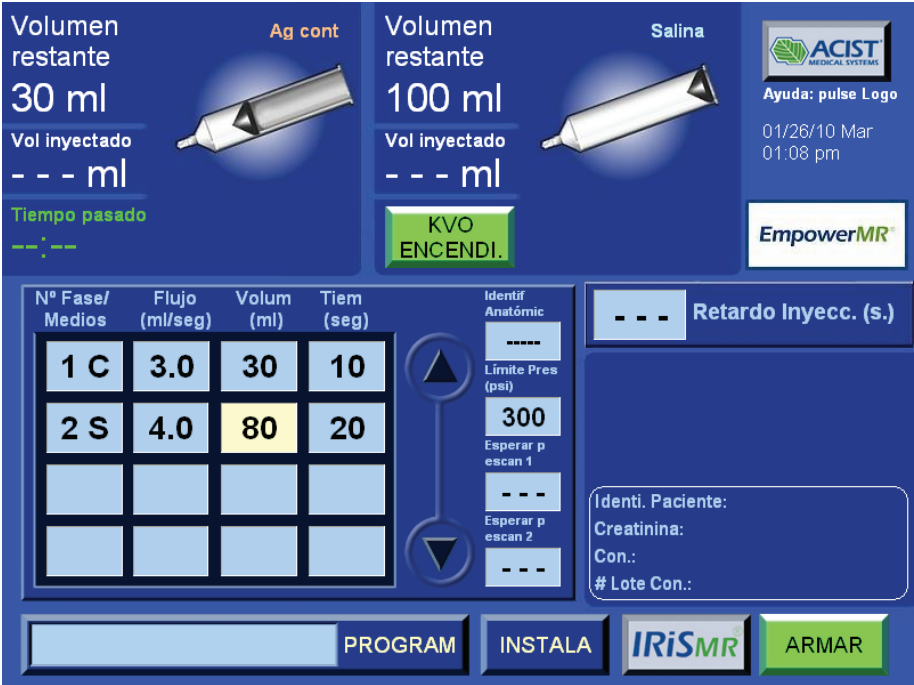 Volumen
restante
30 ml
Vol inyectado
- - - ml
Tiempo pasado
--:--
Ag cont
Volumen
restante
100 ml
Vol inyectado
- - - ml
Salina
KVO
ENCENDI.
ACIST
MEDICAL SYSTEMS
Ayuda: pulse Logo
01/26/10 Mar
01:08 pm
EmpowerMR®
Nº Fase/ Flujo Volum Tiem
Medios (ml/seg) (ml) (seg)
1 C 3.0 30 10
2 S 4.0 80 20
Identif
Anatómic
-----
Límite Pres
(psi)
300
Esperar p
escan 1
- - -
Esperar p
escan 2
- - -
- - - Retardo Inyecc. (s.)
Identi. Paciente:
Creatinina:
Con.:
# Lote Con.:
PROGRAM
INSTALA
IRiSMR®
ARMAR